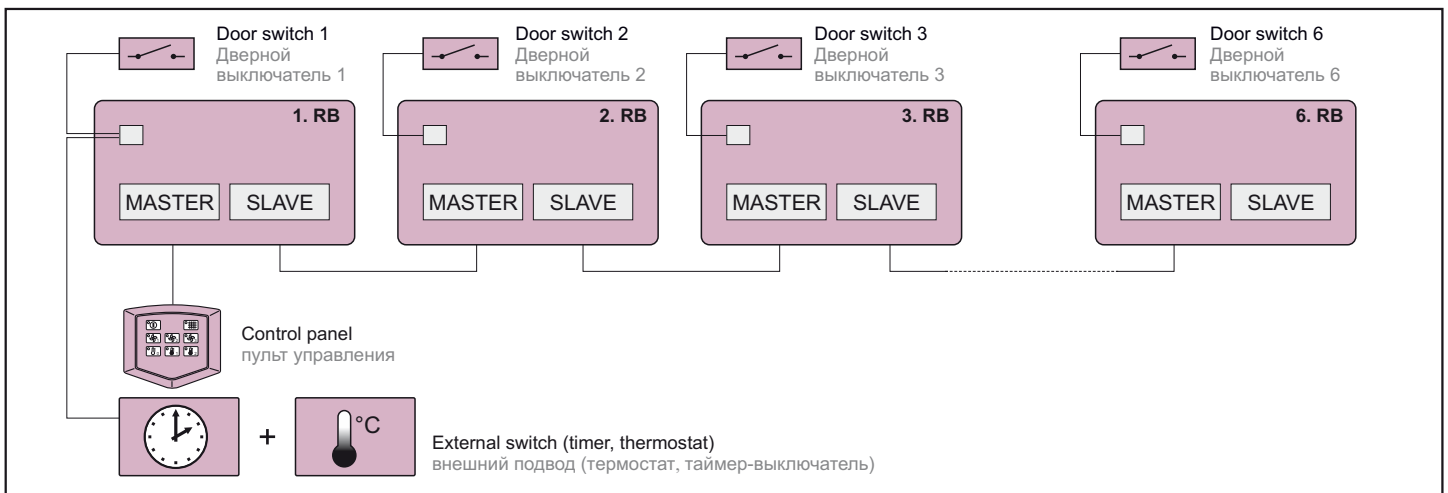 Door switch 1
Дверной
выключатель 1
Door switch 2
Дверной
выключатель 2
Door switch 3
Дверной
выключатель 3
Door switch 6
Дверной
выключатель 6
1. RB
2. RB
3. RB
6. RB
MASTER SLAVE
MASTER SLAVE
MASTER SLAVE
MASTER SLAVE
Control panel
пульт управления
+
°C
External switch (timer, thermostat)
внешний подвод (термостат, таймер-выключатель)